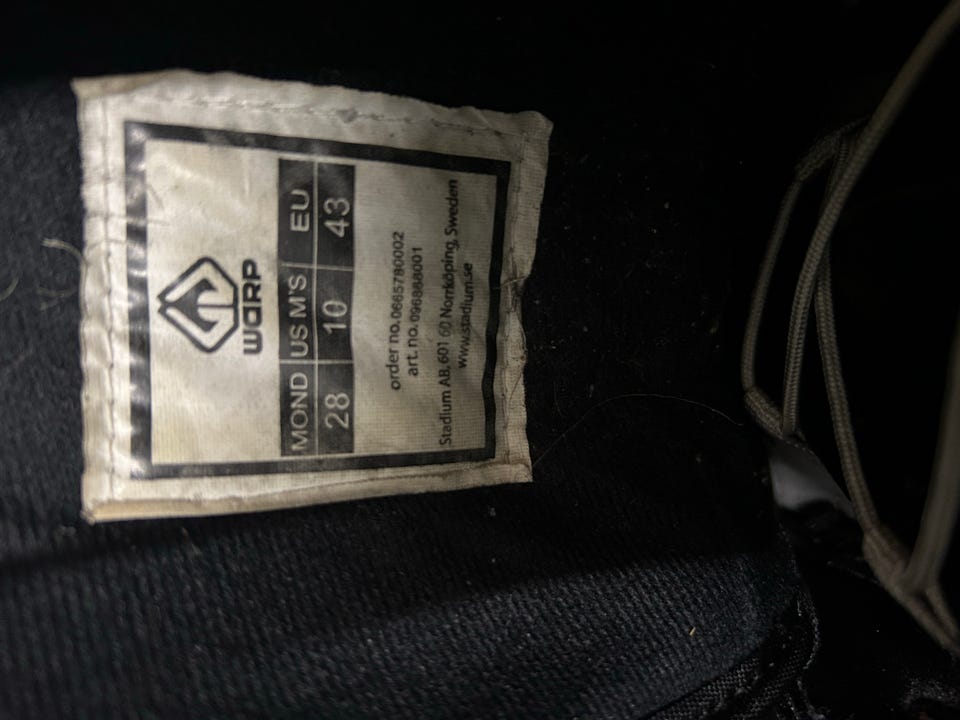 WARP
MOND US M'S EU
28 10 43
order no.0665780002
art. no. 096888001
Stadium AB, 601 60 Norrköping, Sweden
www.stadium.se